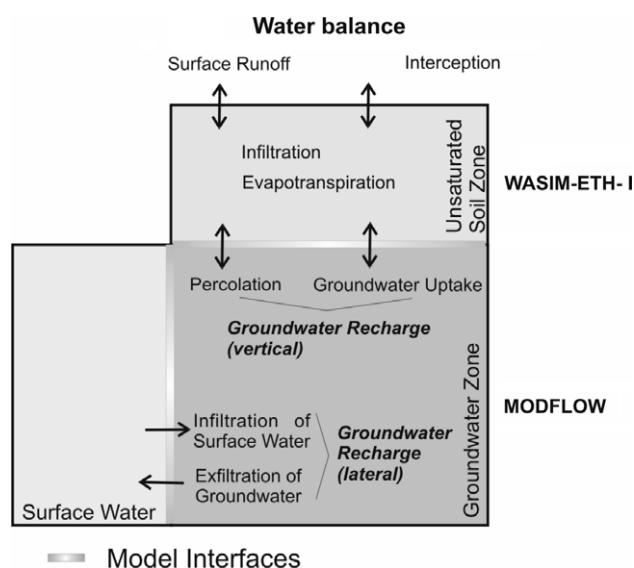 Water balance
Surface Runoff
Interception
Infiltration
Evapotranspiration
Unsaturated
Soil Zone
WASIM-ETH- I
Percolation
Groundwater Uptake
Groundwater Recharge
(vertical)
Groundwater Zone
MODFLOW
Infiltration of
Surface Water
Exfiltration of
Groundwater
Groundwater
Recharge
(lateral)
Surface Water
Model Interfaces